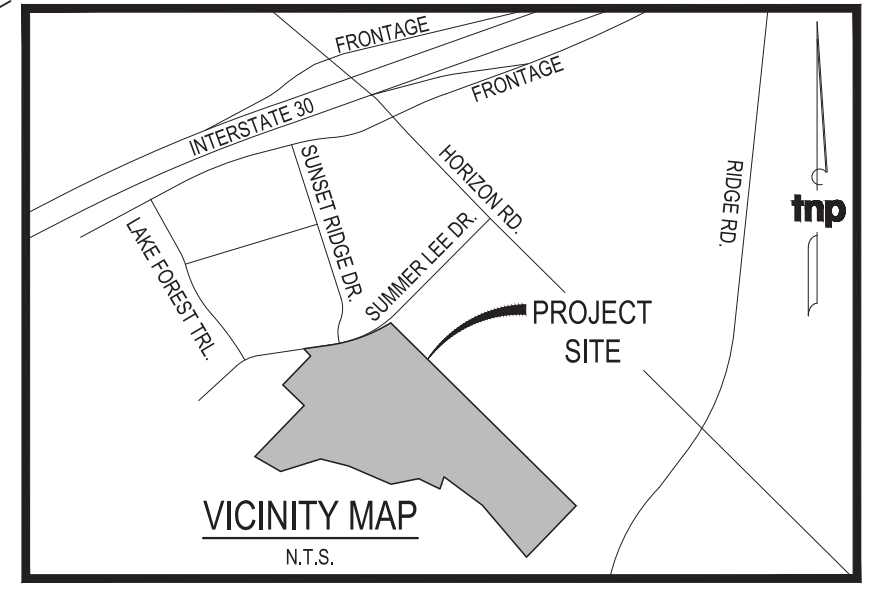 FRONTAGE
INTERSTATE 30
FRONTAGE
HORIZON RD.
RIDGE RD.
tnp
SUNSET RIDGE DR.
SUMMER LEE DR.
LAKE FOREST TRL.
PROJECT
SITE
VICINITY MAP
N.T.S.